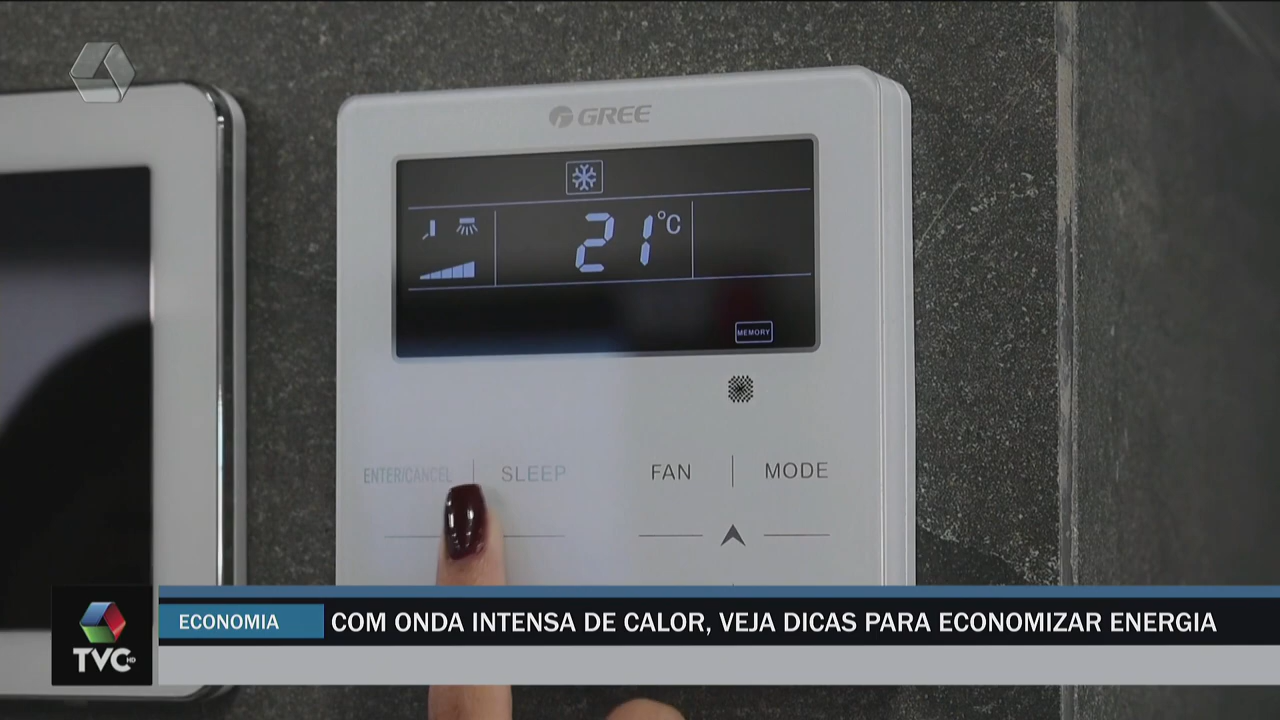 GREE
21°C
MEMORY
ENTER/CANCEL SLEEP
FAN MODE
ECONOMIA
COM ONDA INTENSA DE CALOR, VEJA DICAS PARA ECONOMIZAR ENERGIA
TVC HD